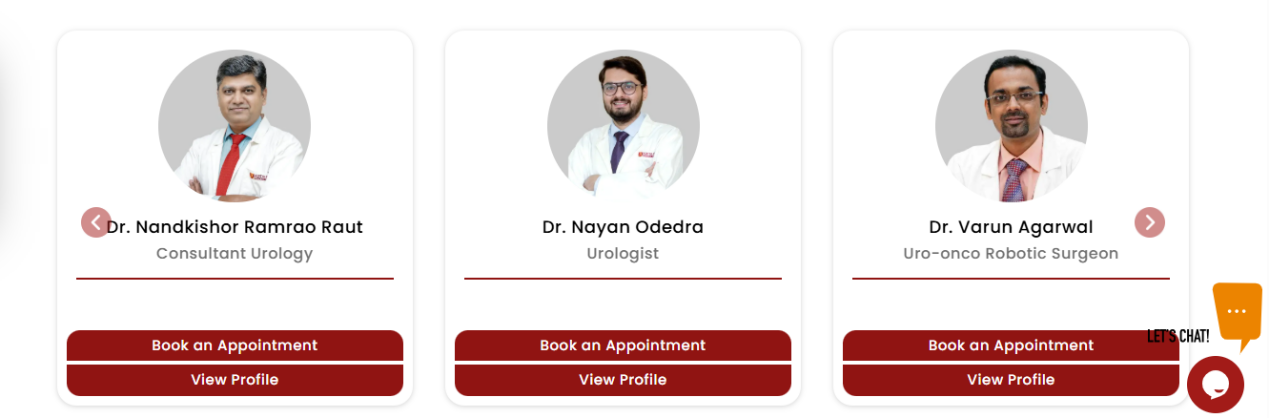 Dr. Nandkishor Ramrao Raut
Consultant Urology
Book an Appointment
View Profile
Dr. Nayan Odedra
Urologist
Book an Appointment
View Profile
Dr. Varun Agarwal
Uro-onco Robotic Surgeon
Book an Appointment
View Profile
LET'S CHAT!